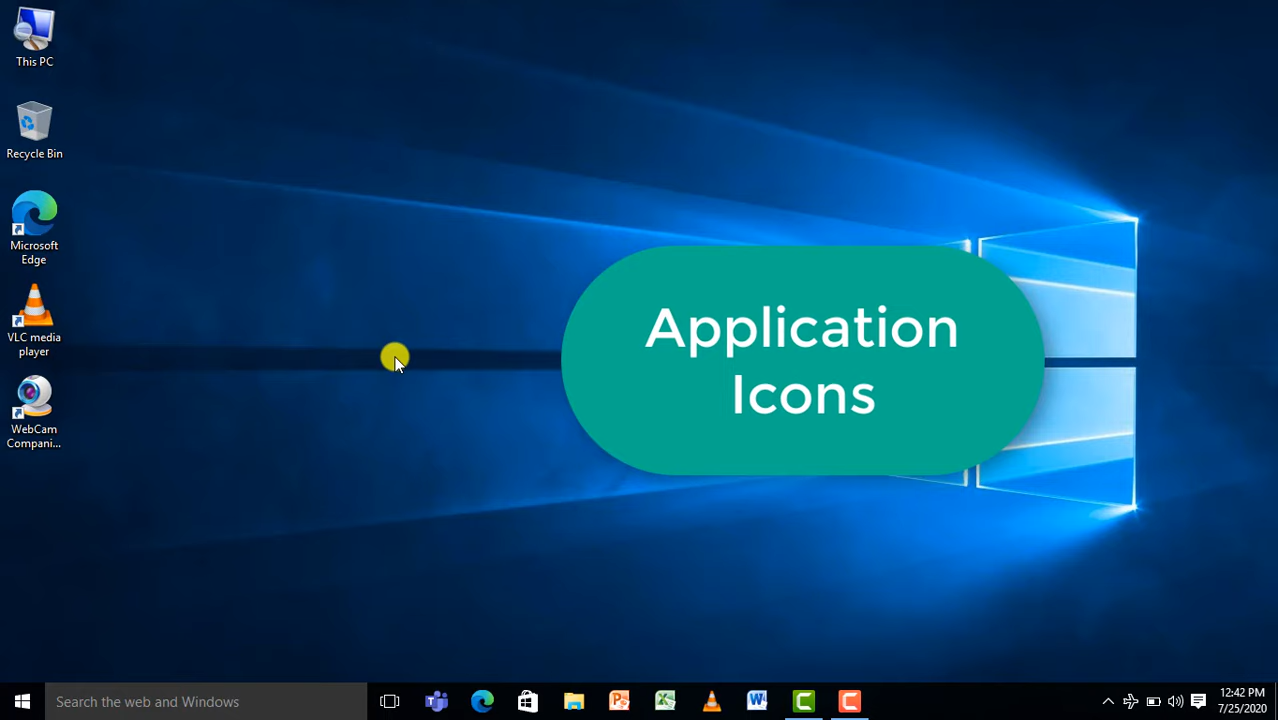 This PC
Recycle Bin
Microsoft
Edge
VLC media
player
WebCam
Compani...
Application
Icons
Search the web and Windows
12:42 PM
7/25/2020